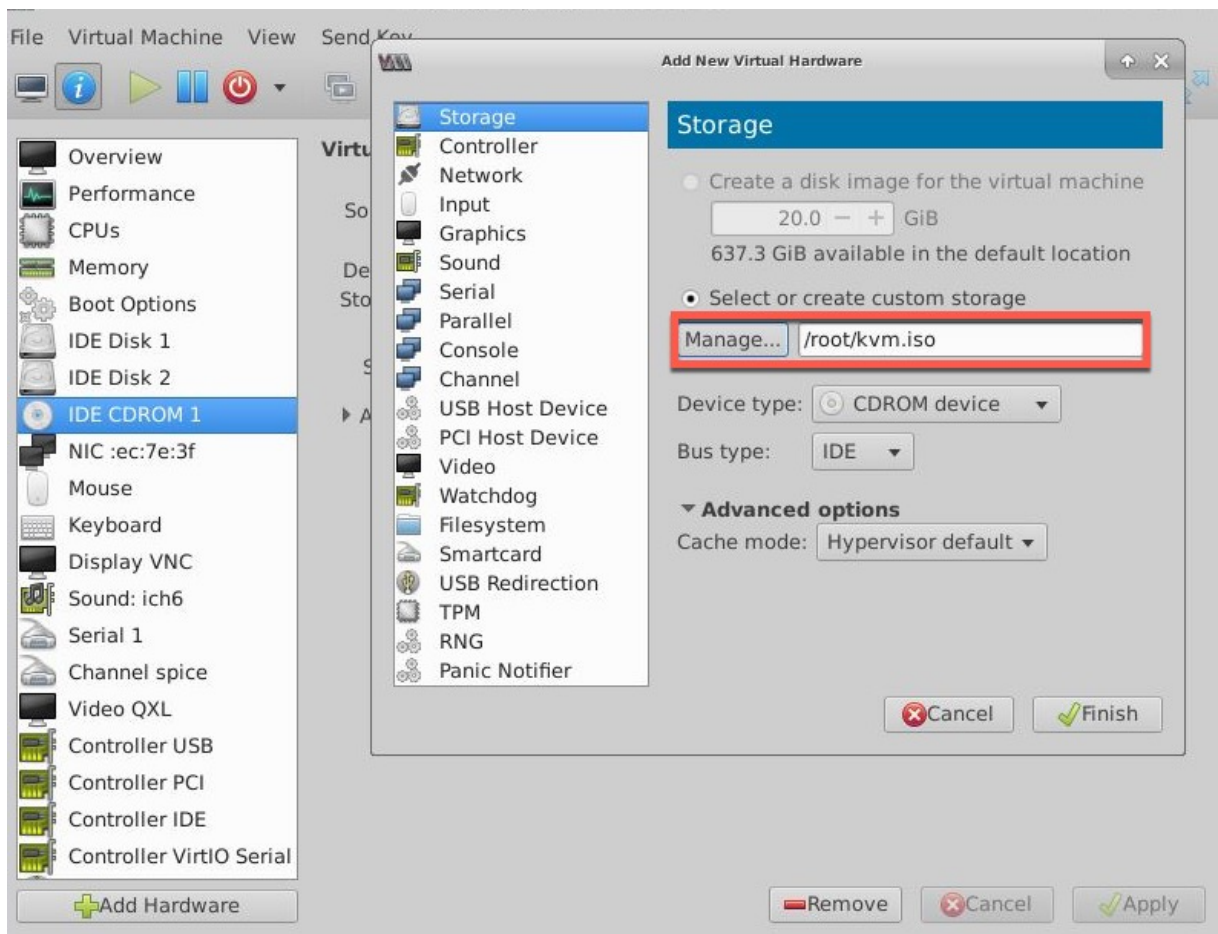 File Virtual Machine View Send Key
Add New Virtual Hardware
Overview
Performance
CPUs
Memory
Boot Options
IDE Disk 1
IDE Disk 2
IDE CDROM 1
NIC :ec:7e:3f
Mouse
Keyboard
Display VNC
Sound: ich6
Serial 1
Channel spice
Video QXL
Controller USB
Controller PCI
Controller IDE
Controller VirtIO Serial
Add Hardware
Virtu
So
De
Sto
S
A
Storage
Controller
Network
Input
Graphics
Sound
Serial
Parallel
Console
Channel
USB Host Device
PCI Host Device
Video
Watchdog
Filesystem
Smartcard
USB Redirection
TPM
RNG
Panic Notifier
Storage
Create a disk image for the virtual machine
20.0 − + GiB
637.3 GiB available in the default location
Select or create custom storage
Manage... /root/kvm.iso
Device type: CDROM device
Bus type: IDE
Advanced options
Cache mode: Hypervisor default
Cancel Finish
Remove Cancel Apply